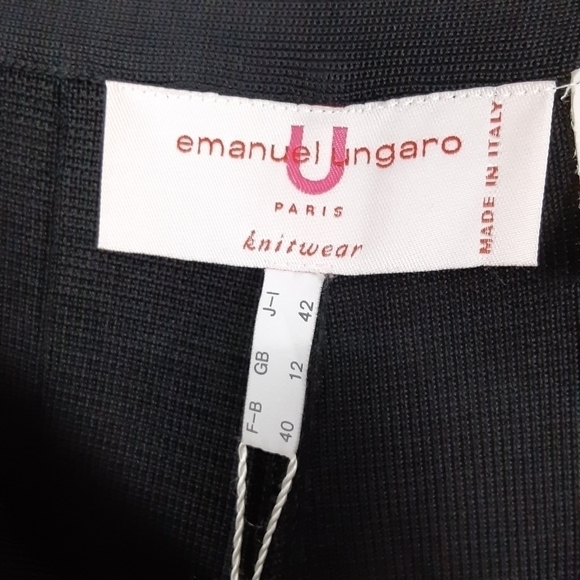 emanuel ungaro
U
PARIS
knitwear
MADE IN ITALY
J-I 42
GB 12
F-B 40